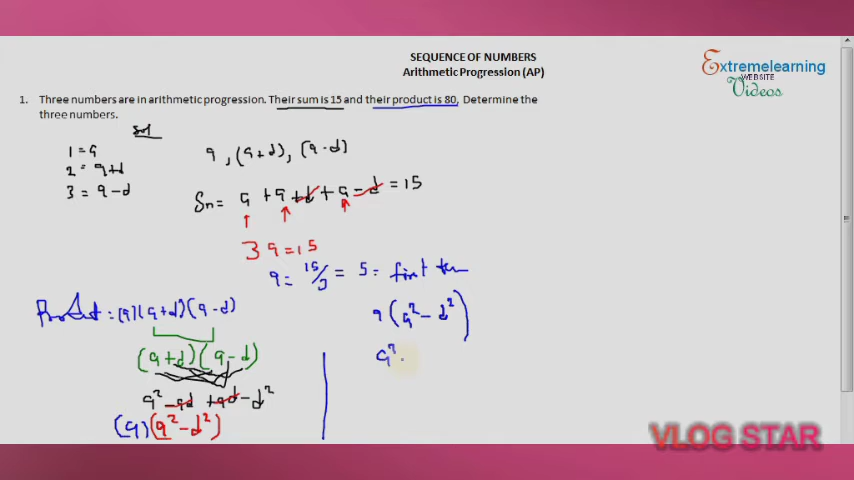 SEQUENCE OF NUMBERS
Arithmetic Progression (AP)
Extremelearning
WEBSITE
Videos
1. Three numbers are in arithmetic progression. Their sum is 15 and their product is 80, Determine the
three numbers.
Sol
1 = a
2 = a+d
3 = a-d
a, (a+d), (a-d)
Sn = a + a + d + a - d = 15
3a = 15
a = 15/3 = 5 = first term
Product = (a)(a+d)(a-d)
(a+d)(a-d)
a² - ad + ad - d²
(a)(a² - d²)
a(a² - d²)
a³ -
VLOG STAR